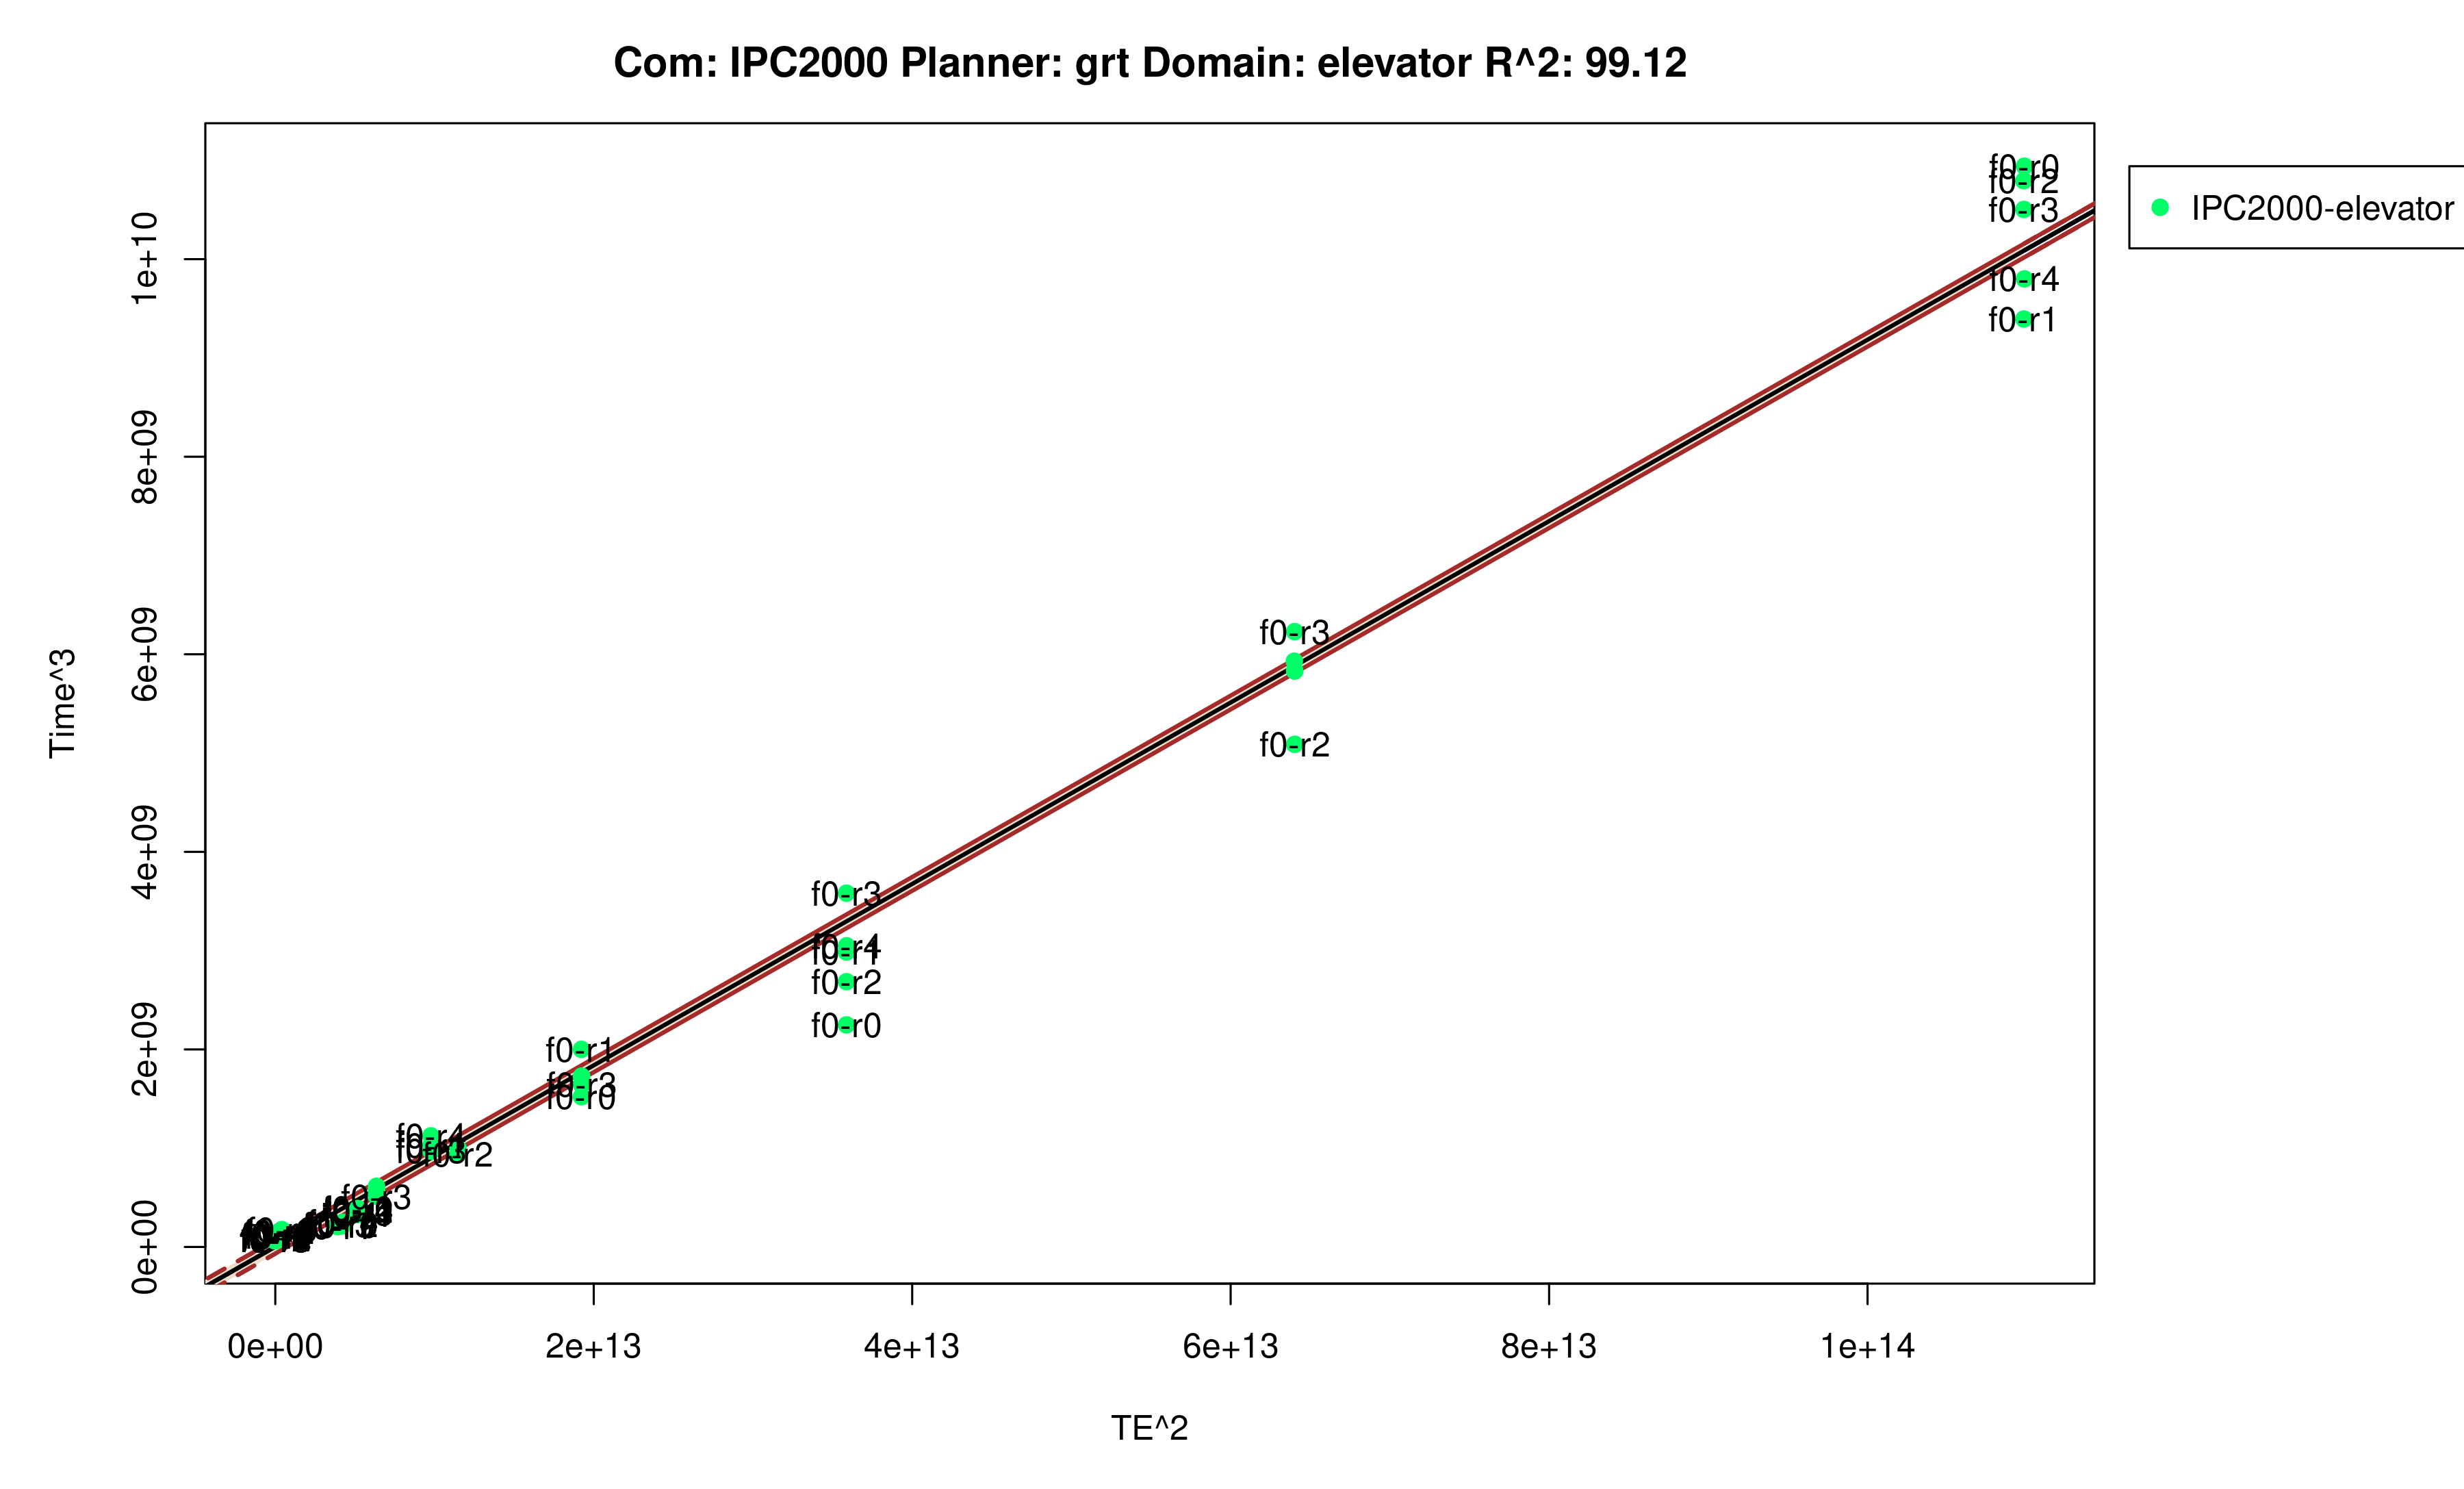 Com: IPC2000 Planner: grt Domain: elevator R^2: 99.12
IPC2000-elevator
Time^3
1e+10
8e+09
6e+09
4e+09
2e+09
0e+00
f0-r0
f0-r2
f0-r3
f0-r4
f0-r1
f0-r3
f0-r2
f0-r3
f0-r4
f0-r1
f0-r2
f0-r0
f0-r1
f0-r3
f0-r0
f0-r4
f0-r2
f0-r3
0e+00
2e+13
4e+13
6e+13
8e+13
1e+14
TE^2